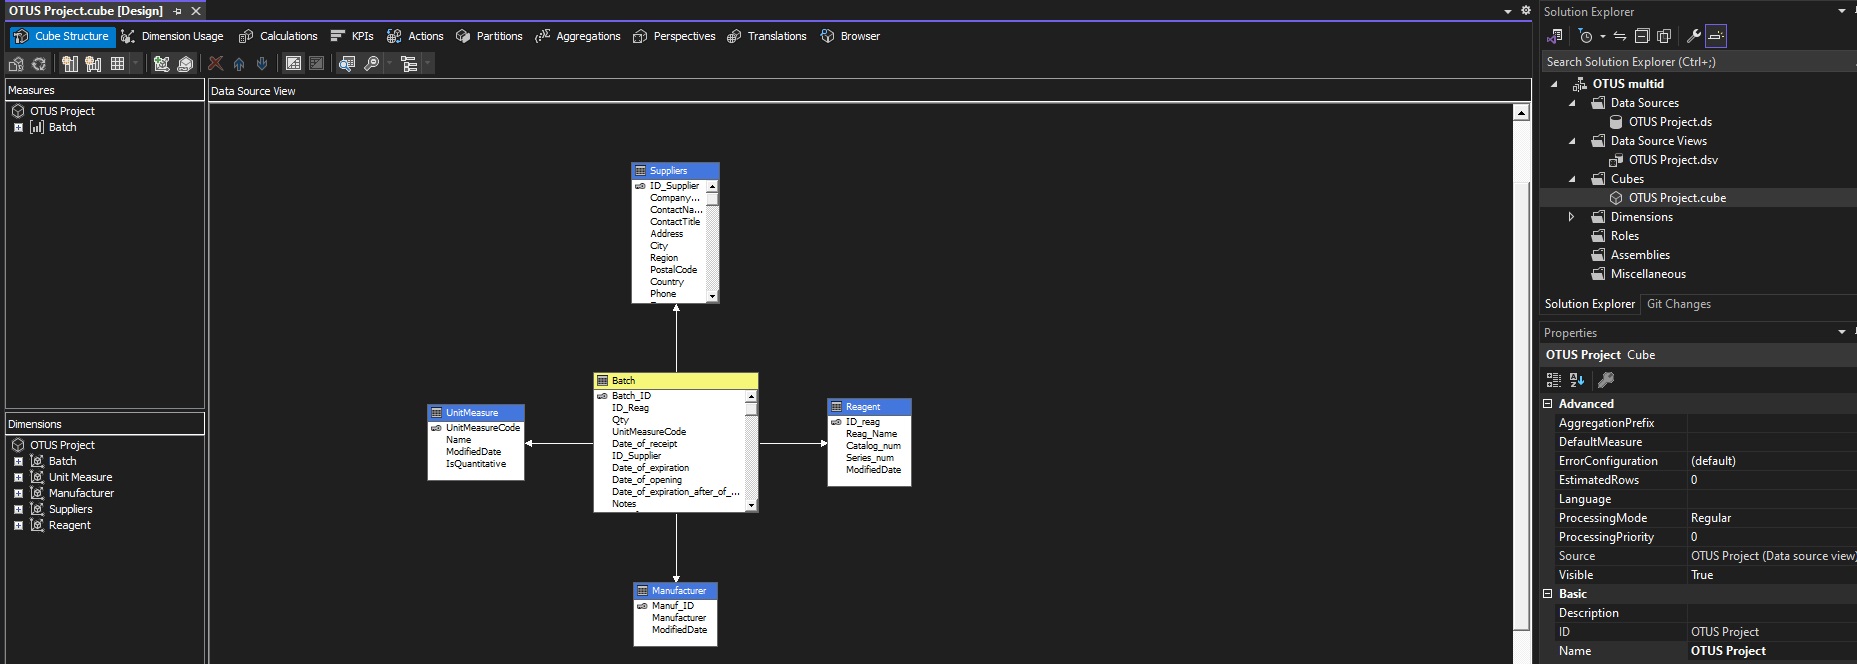 OTUS Project.cube [Design]
Cube Structure
Dimension Usage
Calculations
KPIs
Actions
Partitions
Aggregations
Perspectives
Translations
Browser
Measures
OTUS Project
Batch
Dimensions
OTUS Project
Batch
Unit Measure
Manufacturer
Suppliers
Reagent
Data Source View
Suppliers
ID_Supplier
Company...
ContactNa...
ContactTitle
Address
City
Region
PostalCode
Country
Phone
UnitMeasure
UnitMeasureCode
Name
ModifiedDate
IsQuantitative
Batch
Batch_ID
ID_Reag
Qty
UnitMeasureCode
Date_of_receipt
ID_Supplier
Date_of_expiration
Date_of_opening
Date_of_expiration_after_of_...
Notes
Reagent
ID_reag
Reag_Name
Catalog_num
Series_num
ModifiedDate
Manufacturer
Manuf_ID
Manufacturer
ModifiedDate
Solution Explorer
Search Solution Explorer (Ctrl+;)
OTUS multid
Data Sources
OTUS Project.ds
Data Source Views
OTUS Project.dsv
Cubes
OTUS Project.cube
Dimensions
Roles
Assemblies
Miscellaneous
Solution Explorer Git Changes
Properties
OTUS Project Cube
Advanced
AggregationPrefix
DefaultMeasure
ErrorConfiguration (default)
EstimatedRows 0
Language
ProcessingMode Regular
ProcessingPriority 0
Source OTUS Project (Data source view)
Visible True
Basic
Description
ID OTUS Project
Name OTUS Project